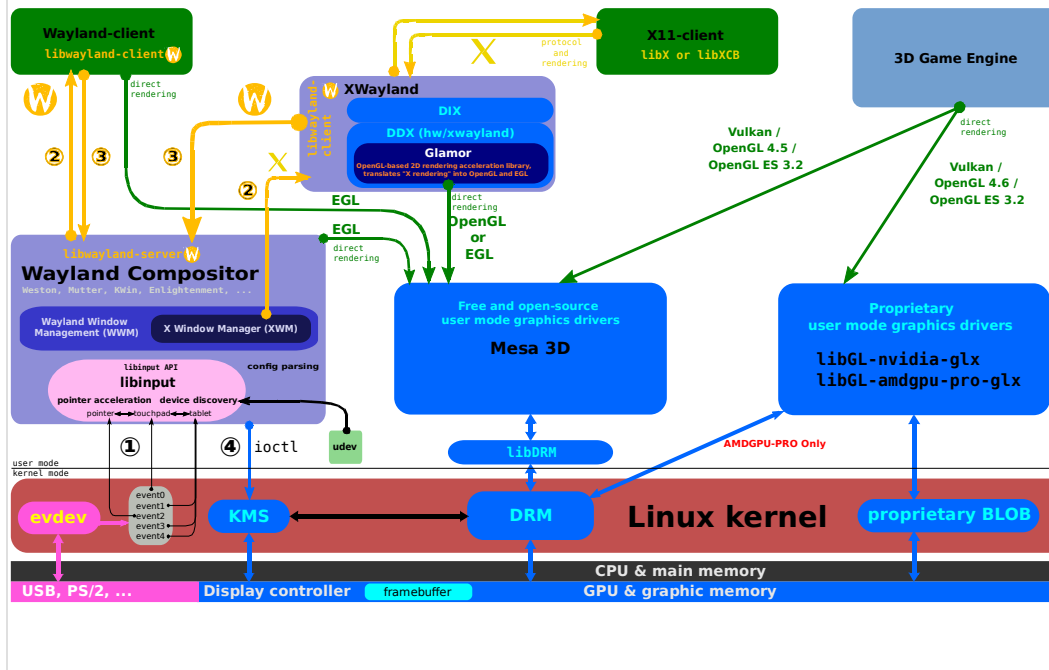 Wayland-client
libwayland-client
W
direct
rendering
W
②
③
③
W
X
②
W
XWayland
libwayland-
client
DIX
DDX (hw/xwayland)
Glamor
OpenGL-based 2D rendering acceleration library,
translates "X rendering" into OpenGL and EGL
X
protocol
and
rendering
X11-client
libX or libXCB
3D Game Engine
direct
rendering
Vulkan /
OpenGL 4.5 /
OpenGL ES 3.2
Vulkan /
OpenGL 4.6 /
OpenGL ES 3.2
EGL
EGL
direct
rendering
direct
rendering
OpenGL
or
EGL
libwayland-server
W
Wayland Compositor
Weston, Mutter, KWin, Enlightenment, ...
Wayland Window
Management (WWM)
X Window Manager (XWM)
libinput API
libinput
config parsing
pointer acceleration
device discovery
pointer
touchpad
tablet
Free and open-source
user mode graphics drivers
Mesa 3D
Proprietary
user mode graphics drivers
libGL-nvidia-glx
libGL-amdgpu-pro-glx
①
④
ioctl
udev
libDRM
AMDGPU-PRO Only
user mode
kernel mode
evdev
event0
event1
event2
event3
event4
KMS
DRM
Linux kernel
proprietary BLOB
CPU & main memory
USB, PS/2, ...
Display controller
framebuffer
GPU & graphic memory